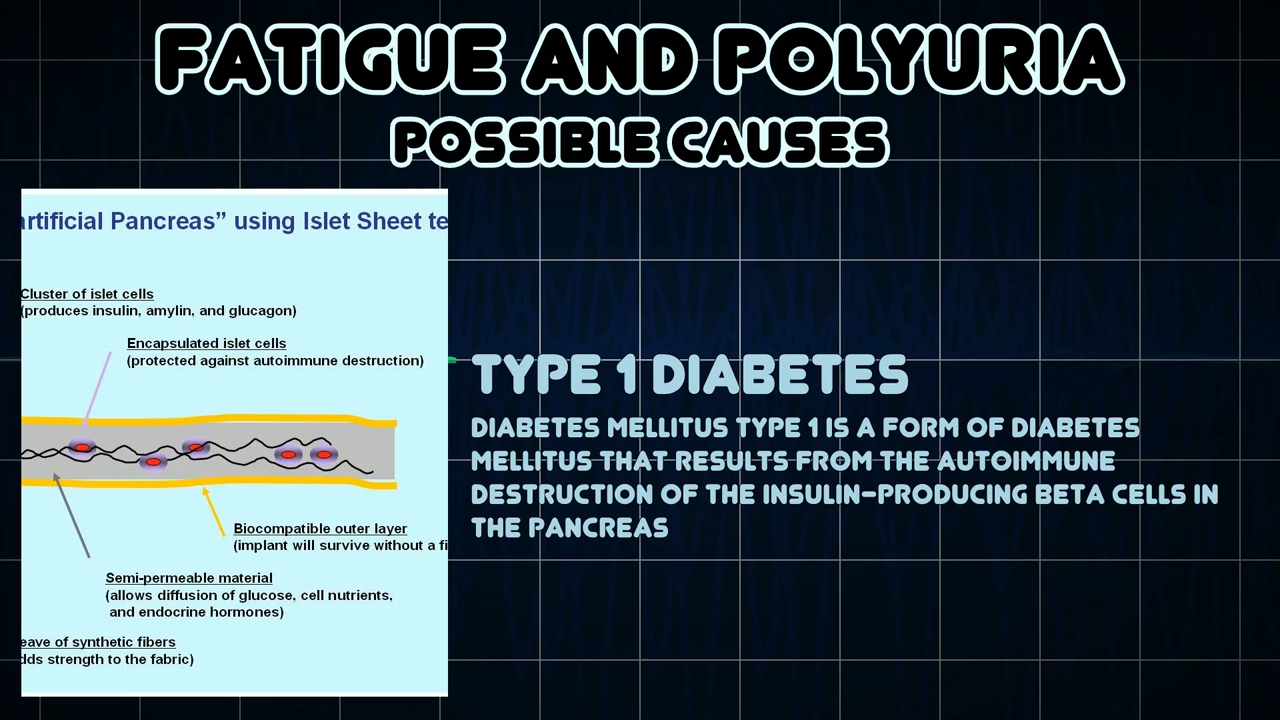 FATIGUE AND POLYURIA
POSSIBLE CAUSES
artificial Pancreas” using Islet Sheet te
Cluster of islet cells
(produces insulin, amylin, and glucagon)
Encapsulated islet cells
(protected against autoimmune destruction)
Biocompatible outer layer
(implant will survive without a fi
Semi-permeable material
(allows diffusion of glucose, cell nutrients,
and endocrine hormones)
eave of synthetic fibers
dds strength to the fabric)
TYPE 1 DIABETES
DIABETES MELLITUS TYPE 1 IS A FORM OF DIABETES
MELLITUS THAT RESULTS FROM THE AUTOIMMUNE
DESTRUCTION OF THE INSULIN-PRODUCING BETA CELLS IN
THE PANCREAS